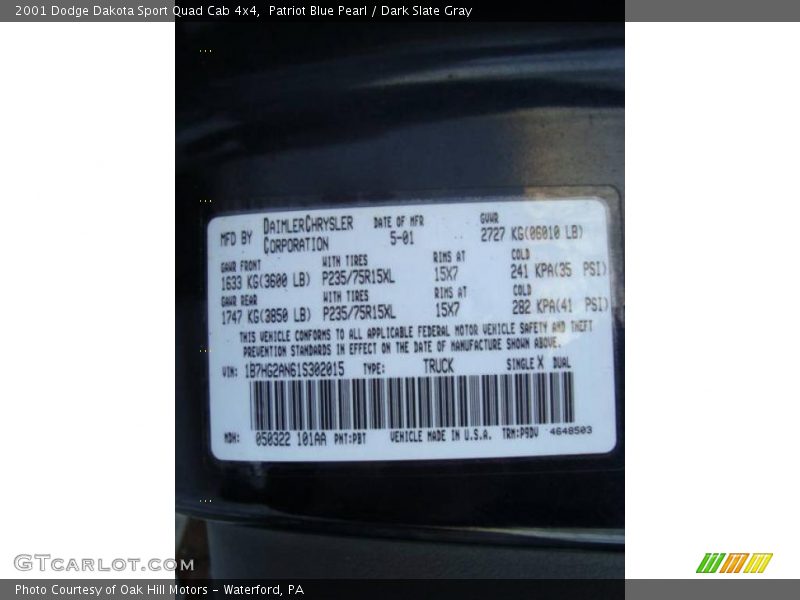 2001 Dodge Dakota Sport Quad Cab 4x4,  Patriot Blue Pearl / Dark Slate Gray
MFD BY DAIMLERCHRYSLER CORPORATION DATE OF MFR 5-01 GVWR 2727 KG(06010 LB)
GAWR FRONT WITH TIRES RIMS AT COLD
1633 KG(3600 LB) P235/75R15XL 15X7 241 KPA(35 PSI)
GAWR REAR WITH TIRES RIMS AT COLD
1747 KG(3850 LB) P235/75R15XL 15X7 282 KPA(41 PSI)
THIS VEHICLE CONFORMS TO ALL APPLICABLE FEDERAL MOTOR VEHICLE SAFETY AND THEFT
PREVENTION STANDARDS IN EFFECT ON THE DATE OF MANUFACTURE SHOWN ABOVE.
VIN: 1B7HG2AN61S302015 TYPE: TRUCK SINGLE X DUAL
MDH: 050322 101AA PNT:PBT VEHICLE MADE IN U.S.A. TRM:P9DV 4648503
GTCARLOT.COM
Photo Courtesy of Oak Hill Motors - Waterford, PA